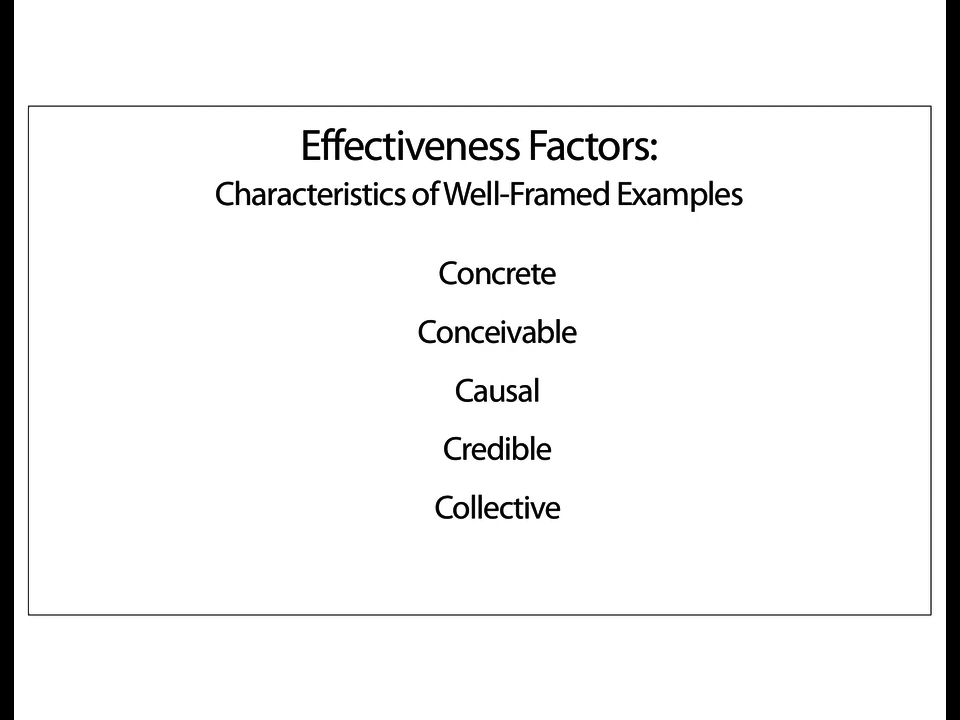 Effectiveness Factors:
Characteristics of Well-Framed Examples
Concrete
Conceivable
Causal
Credible
Collective